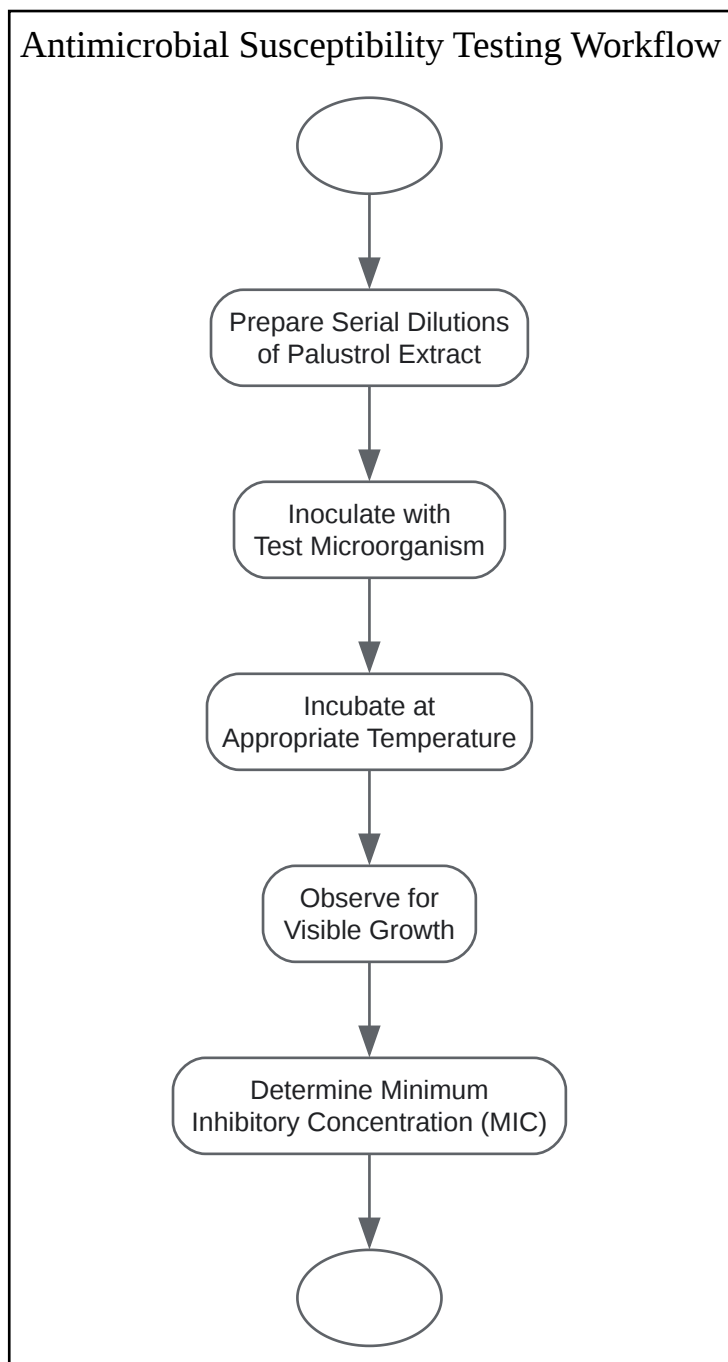 Antimicrobial Susceptibility Testing Workflow
Prepare Serial Dilutions
of Palustrol Extract
Inoculate with
Test Microorganism
Incubate at
Appropriate Temperature
Observe for
Visible Growth
Determine Minimum
Inhibitory Concentration (MIC)